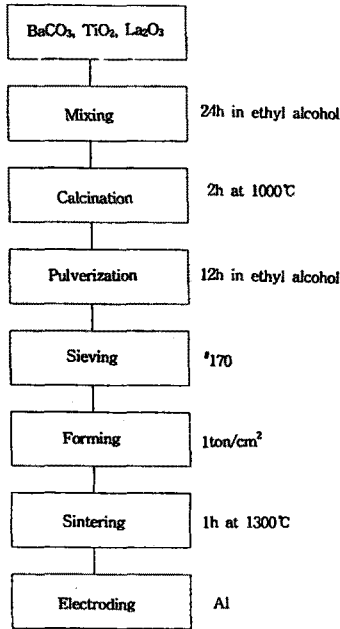 BaCO₃, TiO₂, La₂O₃
Mixing 24h in ethyl alcohol
Calcination 2h at 1000℃
Pulverization 12h in ethyl alcohol
Sieving #170
Forming 1ton/cm²
Sintering 1h at 1300℃
Electroding Al